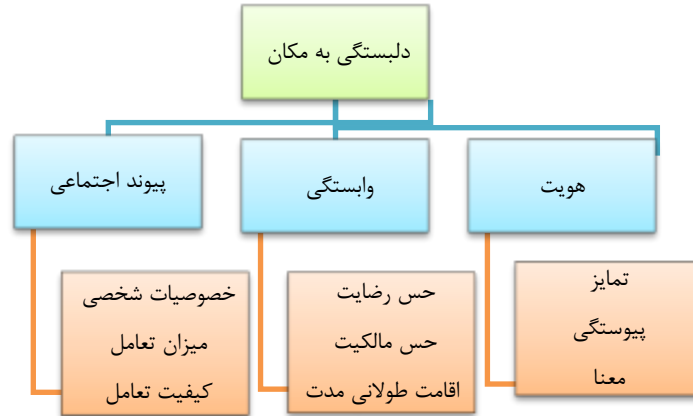 دلبستگی به مکان
هویت
وابستگی
پیوند اجتماعی
تمایز
پیوستگی
معنا
حس رضایت
حس مالکیت
اقامت طولانی مدت
خصوصیات شخصی
میزان تعامل
کیفیت تعامل